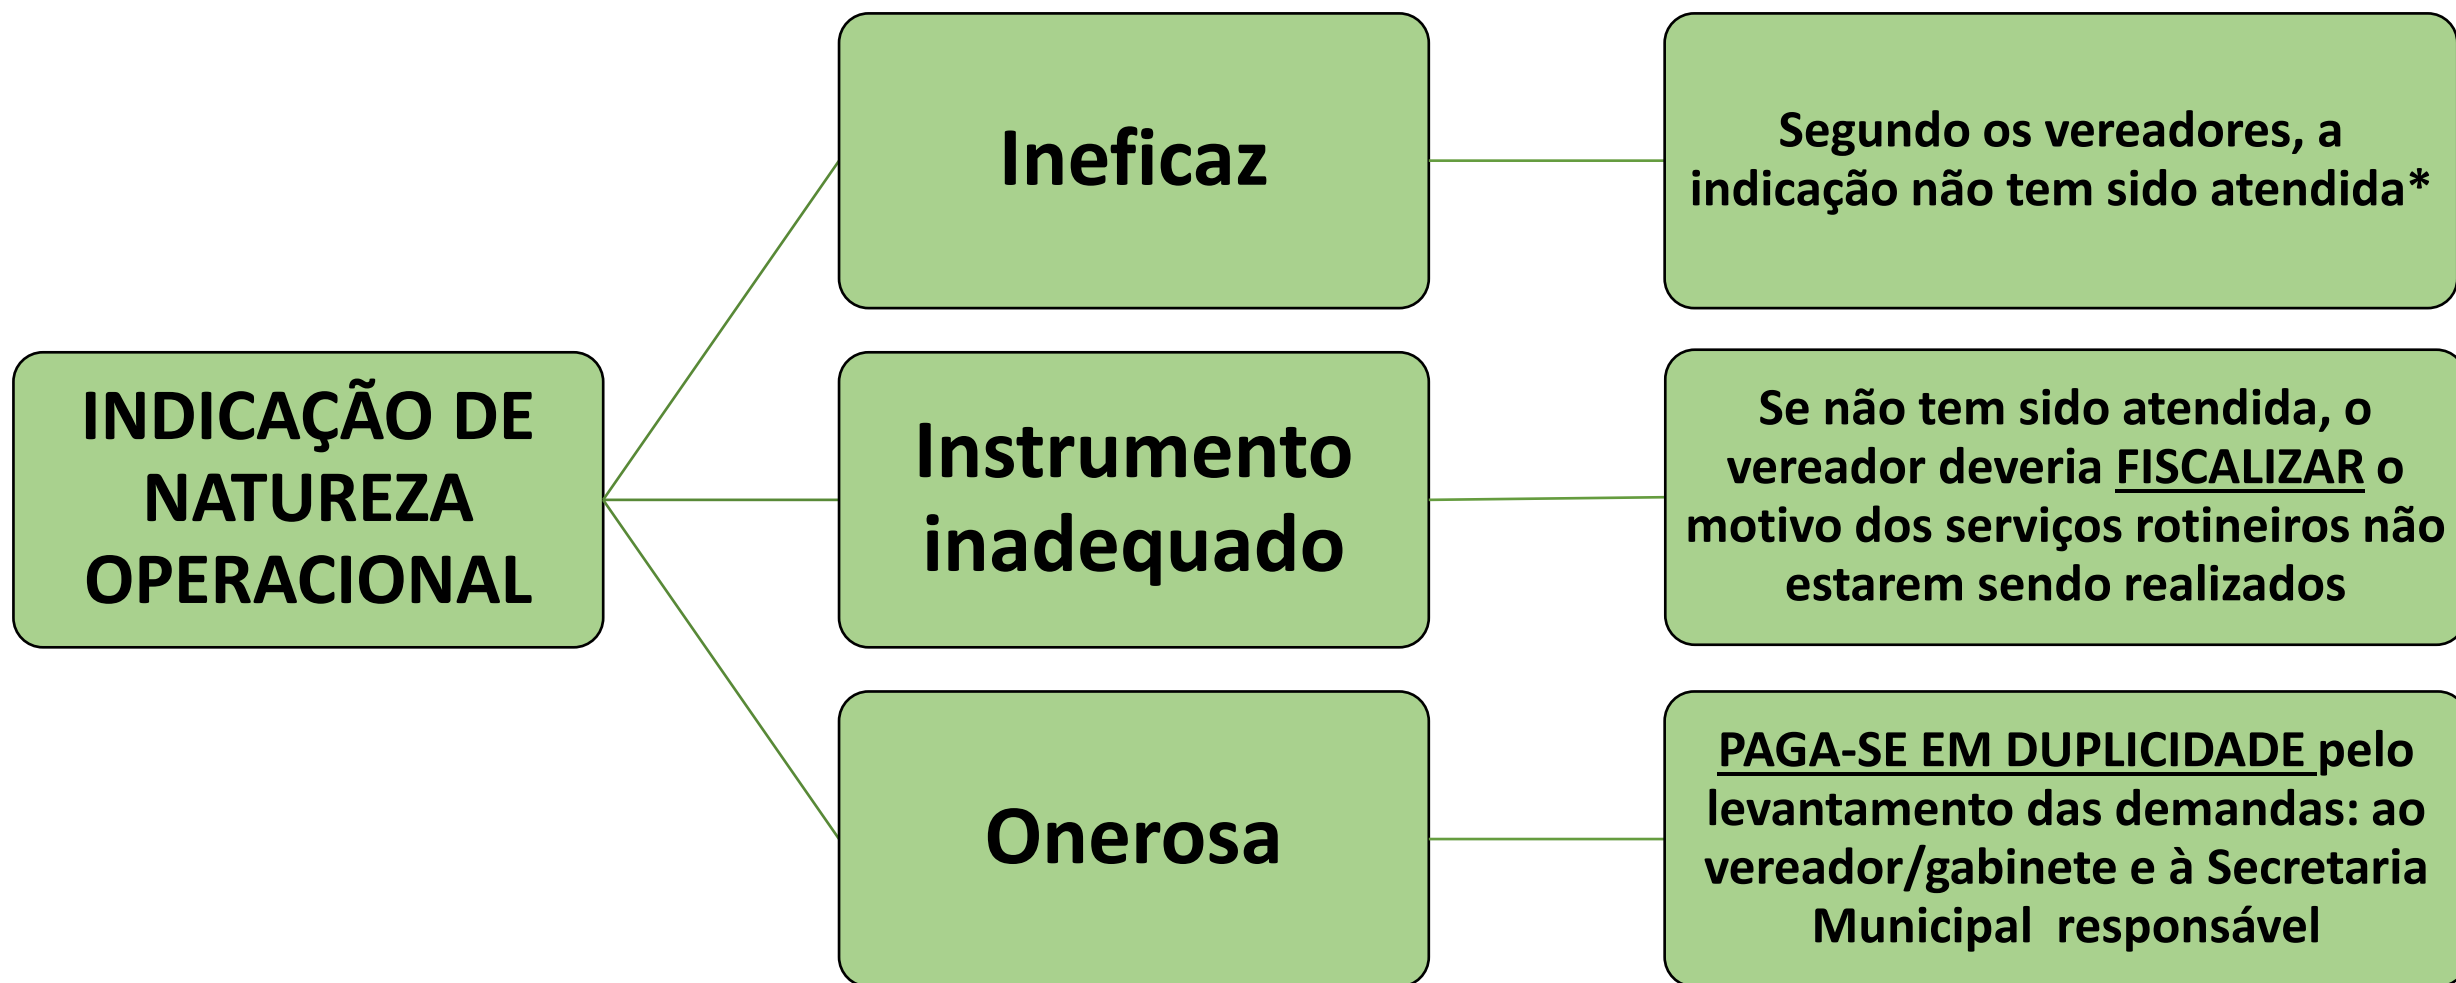 INDICAÇÃO DE
NATUREZA
OPERACIONAL
Ineficaz
Segundo os vereadores, a
indicação não tem sido atendida*
Instrumento
inadequado
Se não tem sido atendida, o
vereador deveria FISCALIZAR o
motivo dos serviços rotineiros não
estarem sendo realizados
Onerosa
PAGA-SE EM DUPLICIDADE pelo
levantamento das demandas: ao
vereador/gabinete e à Secretaria
Municipal  responsável